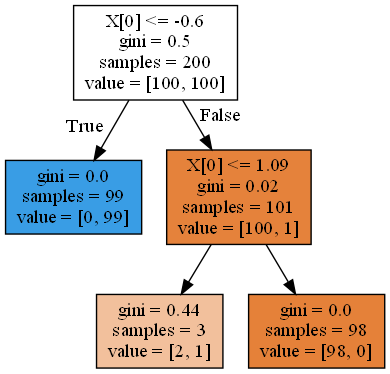 X[0] <= -0.6
gini = 0.5
samples = 200
value = [100, 100]
True
False
gini = 0.0
samples = 99
value = [0, 99]
X[0] <= 1.09
gini = 0.02
samples = 101
value = [100, 1]
gini = 0.44
samples = 3
value = [2, 1]
gini = 0.0
samples = 98
value = [98, 0]